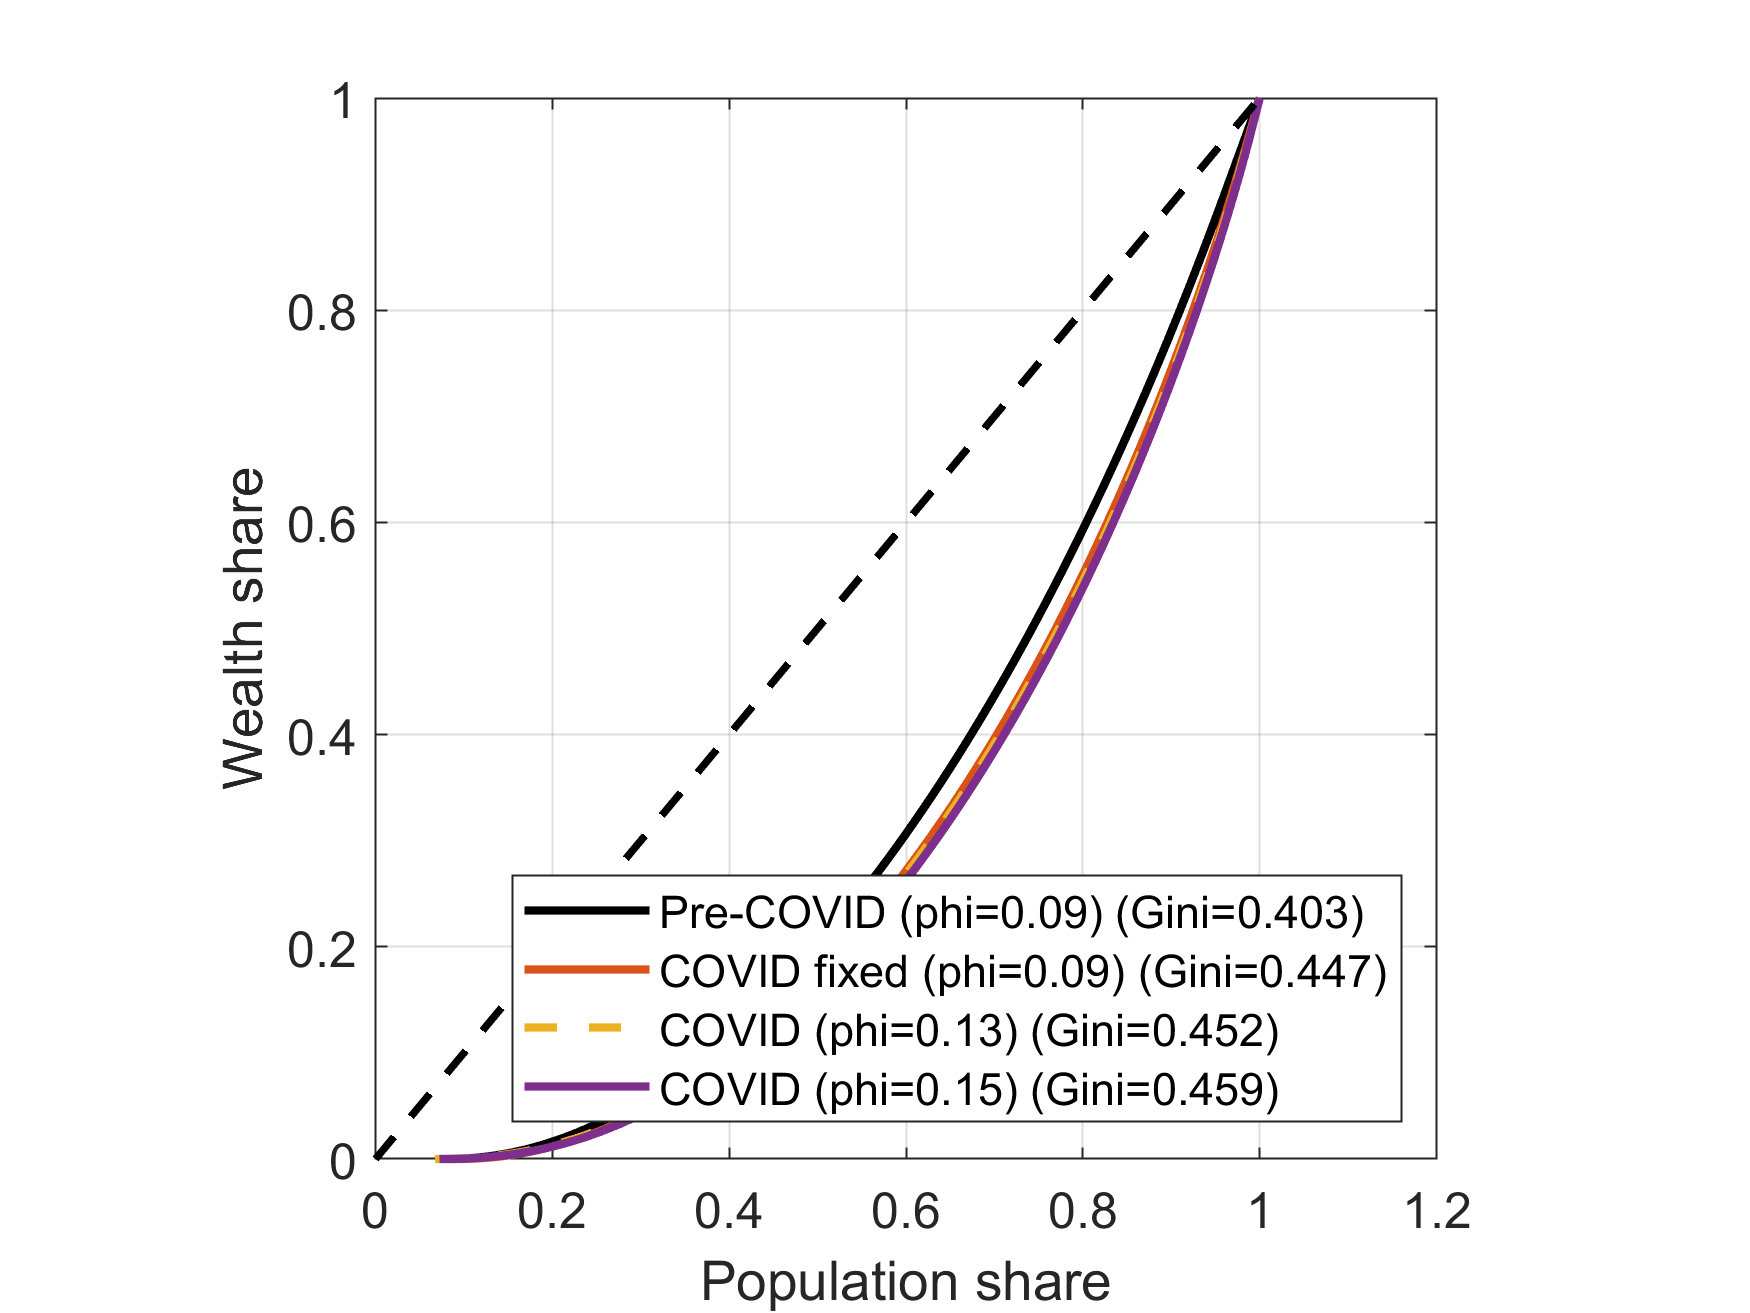 1
0.8
0.6
0.4
0.2
0
Wealth share
Pre-COVID (phi=0.09) (Gini=0.403)
COVID fixed (phi=0.09) (Gini=0.447)
COVID (phi=0.13) (Gini=0.452)
COVID (phi=0.15) (Gini=0.459)
0 0.2 0.4 0.6 0.8 1 1.2
Population share